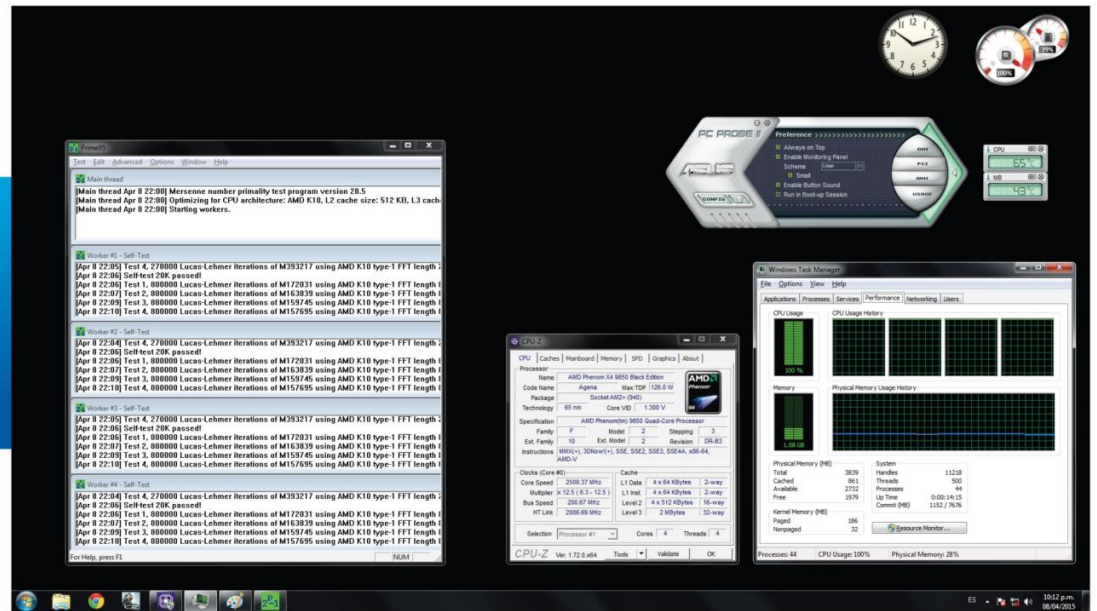 12
3
6
7
29%
100%
PC PROBE II
Preference
Always on Top
Enable Monitoring Panel
Scheme User
Small
Enable Button Sound
Run in Boot-up Session
CONFIG
DMI
PCI
WMI
USAGE
CPU
65°C
MB
48°C
Prime95
Test Edit Advanced Options Window Help
Main thread
[Main thread Apr 8 22:00] Mersenne number primality test program version 28.5
[Main thread Apr 8 22:00] Optimizing for CPU architecture: AMD K10, L2 cache size: 512 KB, L3 cach
[Main thread Apr 8 22:00] Starting workers.
Worker #1 - Self-Test
[Apr 8 22:05] Test 4, 270000 Lucas-Lehmer iterations of M393217 using AMD K10 type-1 FFT length
[Apr 8 22:06] Self-test 20K passed!
[Apr 8 22:06] Test 1, 800000 Lucas-Lehmer iterations of M172031 using AMD K10 type-1 FFT length
[Apr 8 22:07] Test 2, 800000 Lucas-Lehmer iterations of M163839 using AMD K10 type-1 FFT length
[Apr 8 22:09] Test 3, 800000 Lucas-Lehmer iterations of M159745 using AMD K10 type-1 FFT length
[Apr 8 22:10] Test 4, 800000 Lucas-Lehmer iterations of M157695 using AMD K10 type-1 FFT length
Worker #2 - Self-Test
[Apr 8 22:04] Test 4, 270000 Lucas-Lehmer iterations of M393217 using AMD K10 type-1 FFT length
[Apr 8 22:06] Self-test 20K passed!
[Apr 8 22:06] Test 1, 800000 Lucas-Lehmer iterations of M172031 using AMD K10 type-1 FFT length
[Apr 8 22:07] Test 2, 800000 Lucas-Lehmer iterations of M163839 using AMD K10 type-1 FFT length
[Apr 8 22:09] Test 3, 800000 Lucas-Lehmer iterations of M159745 using AMD K10 type-1 FFT length
[Apr 8 22:10] Test 4, 800000 Lucas-Lehmer iterations of M157695 using AMD K10 type-1 FFT length
Worker #3 - Self-Test
[Apr 8 22:05] Test 4, 270000 Lucas-Lehmer iterations of M393217 using AMD K10 type-1 FFT length
[Apr 8 22:06] Self-test 20K passed!
[Apr 8 22:06] Test 1, 800000 Lucas-Lehmer iterations of M172031 using AMD K10 type-1 FFT length
[Apr 8 22:07] Test 2, 800000 Lucas-Lehmer iterations of M163839 using AMD K10 type-1 FFT length
[Apr 8 22:09] Test 3, 800000 Lucas-Lehmer iterations of M159745 using AMD K10 type-1 FFT length
[Apr 8 22:10] Test 4, 800000 Lucas-Lehmer iterations of M157695 using AMD K10 type-1 FFT length
Worker #4 - Self-Test
[Apr 8 22:04] Test 4, 270000 Lucas-Lehmer iterations of M393217 using AMD K10 type-1 FFT length
[Apr 8 22:06] Self-test 20K passed!
[Apr 8 22:06] Test 1, 800000 Lucas-Lehmer iterations of M172031 using AMD K10 type-1 FFT length
[Apr 8 22:07] Test 2, 800000 Lucas-Lehmer iterations of M163839 using AMD K10 type-1 FFT length
[Apr 8 22:09] Test 3, 800000 Lucas-Lehmer iterations of M159745 using AMD K10 type-1 FFT length
[Apr 8 22:10] Test 4, 800000 Lucas-Lehmer iterations of M157695 using AMD K10 type-1 FFT length
For Help, press F1 NUM
CPU-Z
CPU Caches Mainboard Memory SPD Graphics About
Processor
Name AMD Phenom X4 9850 Black Edition
Code Name Agena Max TDP 126.0 W
Package Socket AM2+ (940)
Technology 65 nm Core VID 1.300 V
AMD
Phenom
Specification AMD Phenom(tm) 9850 Quad-Core Processor
Family F Model 2 Stepping 3
Ext. Family 10 Ext. Model 2 Revision DR-B3
Instructions MMX(+), 3DNow!(+), SSE, SSE2, SSE3, SSE4A, x86-64,
AMD-V
Clocks (Core #0)
Core Speed 2508.37 MHz
Multiplier x 12.5 ( 6.3 - 12.5 )
Bus Speed 200.67 MHz
HT Link 2006.69 MHz
Cache
L1 Data 4 x 64 KBytes 2-way
L1 Inst. 4 x 64 KBytes 2-way
Level 2 4 x 512 KBytes 16-way
Level 3 2 MBytes 32-way
Selection Processor #1 Cores 4 Threads 4
CPU-Z Ver. 1.72.0.x64 Tools Validate OK
Windows Task Manager
File Options View Help
Applications Processes Services Performance Networking Users
CPU Usage CPU Usage History
100 %
Memory Physical Memory Usage History
1.08 GB
Physical Memory (MB)
Total 3839
Cached 861
Available 2732
Free 1979
Kernel Memory (MB)
Paged 186
Nonpaged 32
System
Handles 11218
Threads 500
Processes 44
Up Time 0:00:14:15
Commit (MB) 1152 / 7676
Resource Monitor...
Processes: 44 CPU Usage: 100% Physical Memory: 28%
ES
10:12 p.m.
08/04/2015